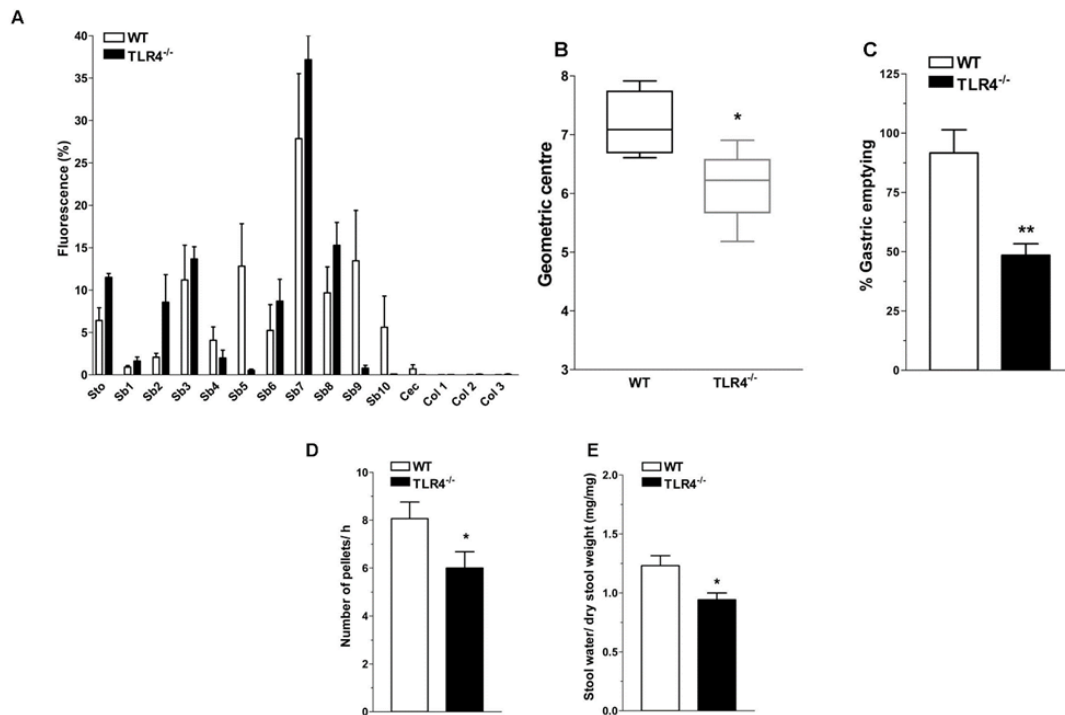 A
WT
TLR4-/-
40
35
30
25
20
15
10
5
0
Fluorescence (%)
Sto
Sb1
Sb2
Sb3
Sb4
Sb5
Sb6
Sb7
Sb8
Sb9
Sb10
Cec
Col 1
Col 2
Col 3
B
8
7
6
5
4
3
Geometric centre
*
WT
TLR4-/-
C
WT
TLR4-/-
125
100
75
50
25
0
% Gastric emptying
**
D
WT
TLR4-/-
10
8
6
4
2
0
Number of pellets/ h
*
E
WT
TLR4-/-
2.0
1.5
1.0
0.5
0.0
Stool water/ dry stool weight (mg/mg)
*